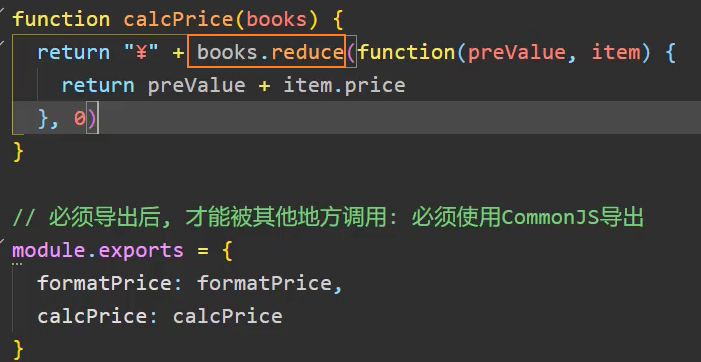 function calcPrice(books) {
  return "¥" + books.reduce(function(preValue, item) {
    return preValue + item.price
  }, 0)
}
// 必须导出后, 才能被其他地方调用: 必须使用CommonJS导出
module.exports = {
  formatPrice: formatPrice,
  calcPrice: calcPrice
}